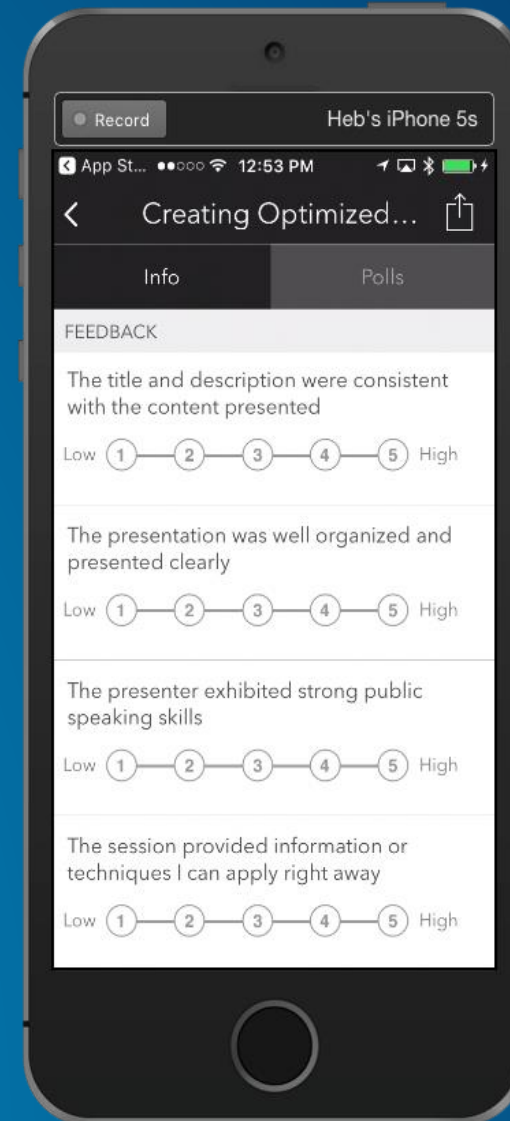 Record
Heb's iPhone 5s
App St... 12:53 PM
Creating Optimized...
Info
Polls
FEEDBACK
The title and description were consistent
with the content presented
Low 1 2 3 4 5 High
The presentation was well organized and
presented clearly
Low 1 2 3 4 5 High
The presenter exhibited strong public
speaking skills
Low 1 2 3 4 5 High
The session provided information or
techniques I can apply right away
Low 1 2 3 4 5 High